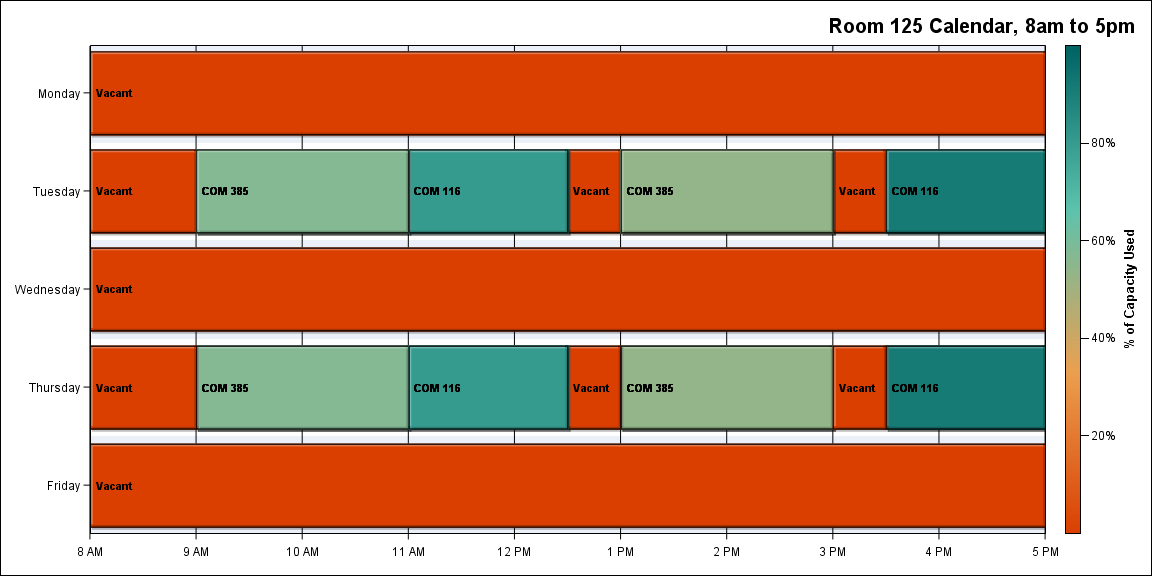 Room 125 Calendar, 8am to 5pm
Monday
Vacant
Tuesday
Vacant
COM 385
COM 116
Vacant
COM 385
Vacant
COM 116
Wednesday
Vacant
Thursday
Vacant
COM 385
COM 116
Vacant
COM 385
Vacant
COM 116
Friday
Vacant
8 AM
9 AM
10 AM
11 AM
12 PM
1 PM
2 PM
3 PM
4 PM
5 PM
80%
60%
40%
20%
% of Capacity Used